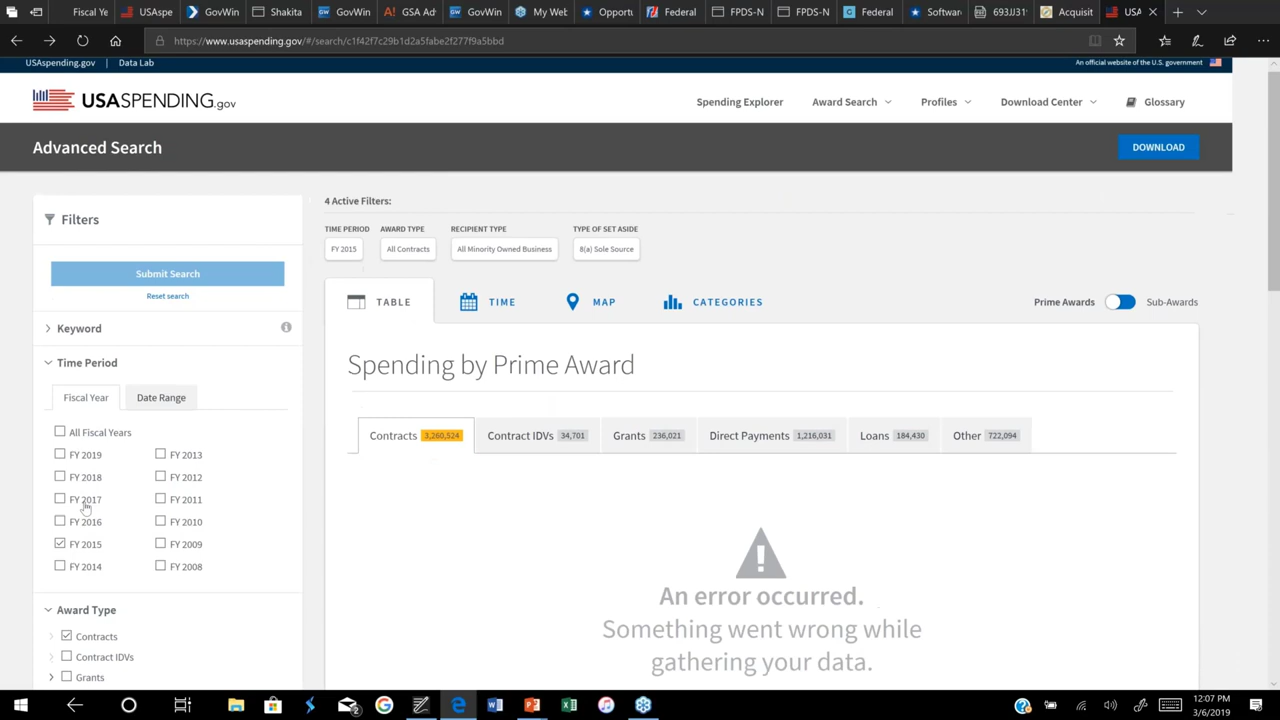 Fiscal Ye
USAspe
GovWin
Shakita
GovWin
GSA Ad
GovWin
My Web
Opportu
Federal
FPDS-N
FPDS-N
Federal
Softwar
693JJ31
Acquisit
USA
https://www.usaspending.gov/#/search/c1f42f7c29b1d2a5fabe2f277f9a5bbd
USAspending.gov | Data Lab
An official website of the U.S. government
USASPENDING.gov
Spending Explorer
Award Search
Profiles
Download Center
Glossary
Advanced Search
DOWNLOAD
Filters
Submit Search
Reset search
Keyword
Time Period
Fiscal Year
Date Range
All Fiscal Years
FY 2019
FY 2013
FY 2018
FY 2012
FY 2017
FY 2011
FY 2016
FY 2010
FY 2015
FY 2009
FY 2014
FY 2008
Award Type
Contracts
Contract IDVs
Grants
4 Active Filters:
TIME PERIOD
AWARD TYPE
RECIPIENT TYPE
TYPE OF SET ASIDE
FY 2015
All Contracts
All Minority Owned Business
8(a) Sole Source
TABLE
TIME
MAP
CATEGORIES
Prime Awards
Sub-Awards
Spending by Prime Award
Contracts 3,260,524
Contract IDVs 34,701
Grants 236,021
Direct Payments 1,216,031
Loans 184,430
Other 722,094
An error occurred.
Something went wrong while
gathering your data.
12:07 PM
3/6/2019